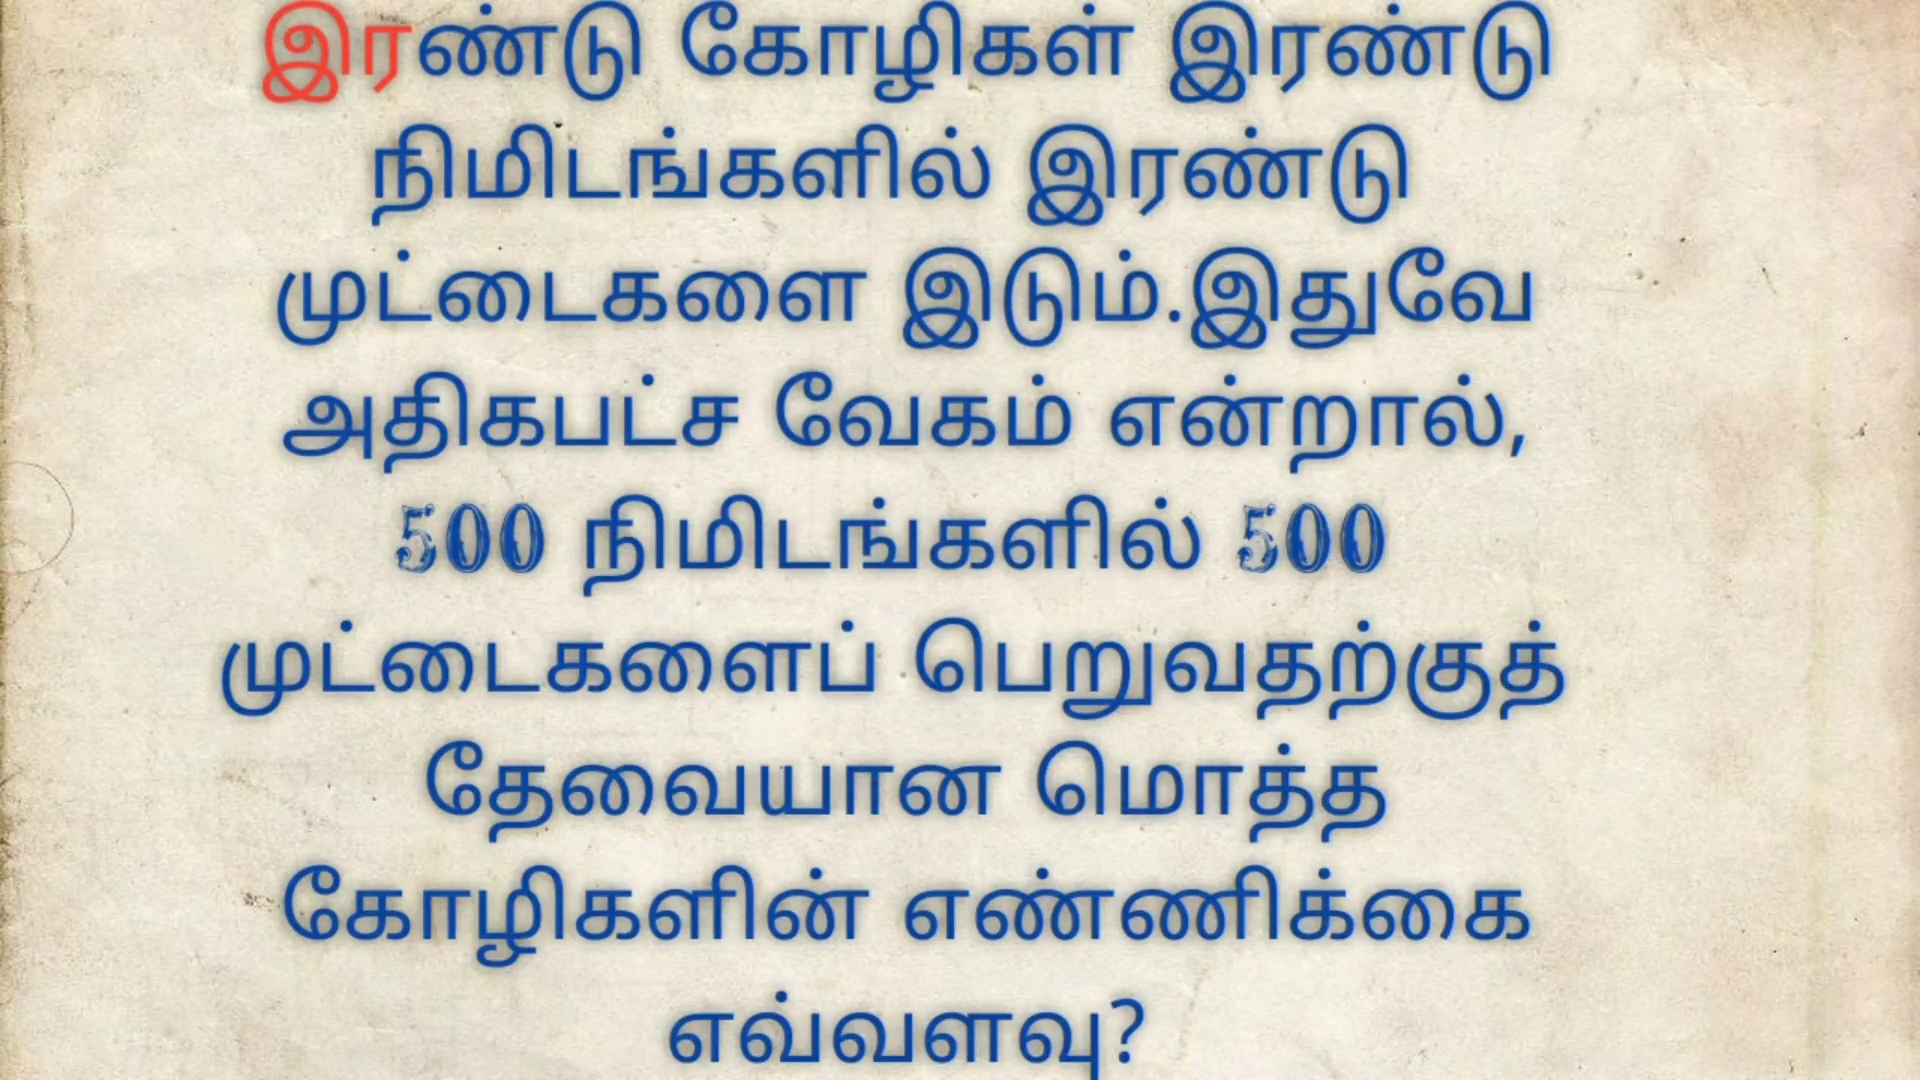 இரண்டு கோழிகள் இரண்டு
நிமிடங்களில் இரண்டு
முட்டைகளை இடும்.இதுவே
அதிகபட்ச வேகம் என்றால்,
500 நிமிடங்களில் 500
முட்டைகளைப் பெறுவதற்குத்
தேவையான மொத்த
கோழிகளின் எண்ணிக்கை
எவ்வளவு?